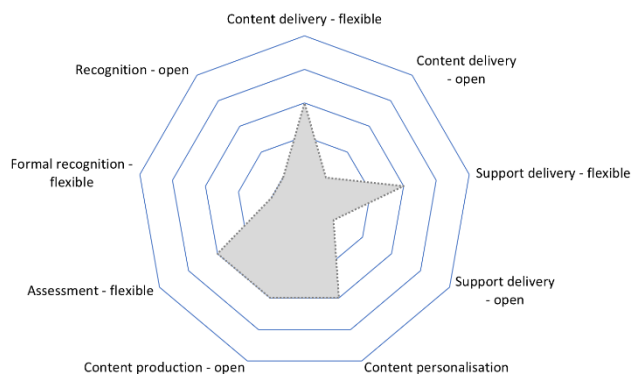 Content delivery - flexible
Content delivery
- open
Support delivery - flexible
Support delivery
- open
Content personalisation
Content production - open
Assessment - flexible
Formal recognition -
flexible
Recognition - open